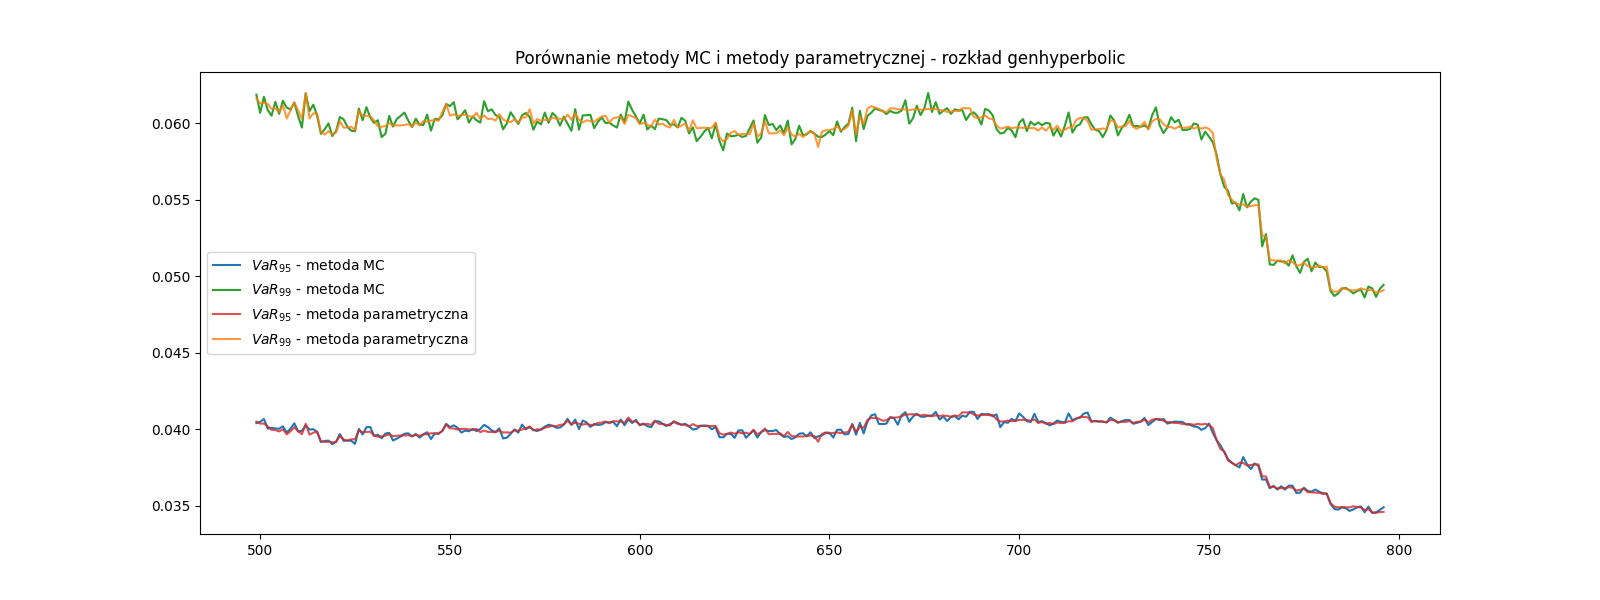 Porównanie metody MC i metody parametrycznej - rozkład genhyperbolic
0.060
0.055
0.050
0.045
0.040
0.035
VaR95 - metoda MC
VaR99 - metoda MC
VaR95 - metoda parametryczna
VaR99 - metoda parametryczna
500 550 600 650 700 750 800